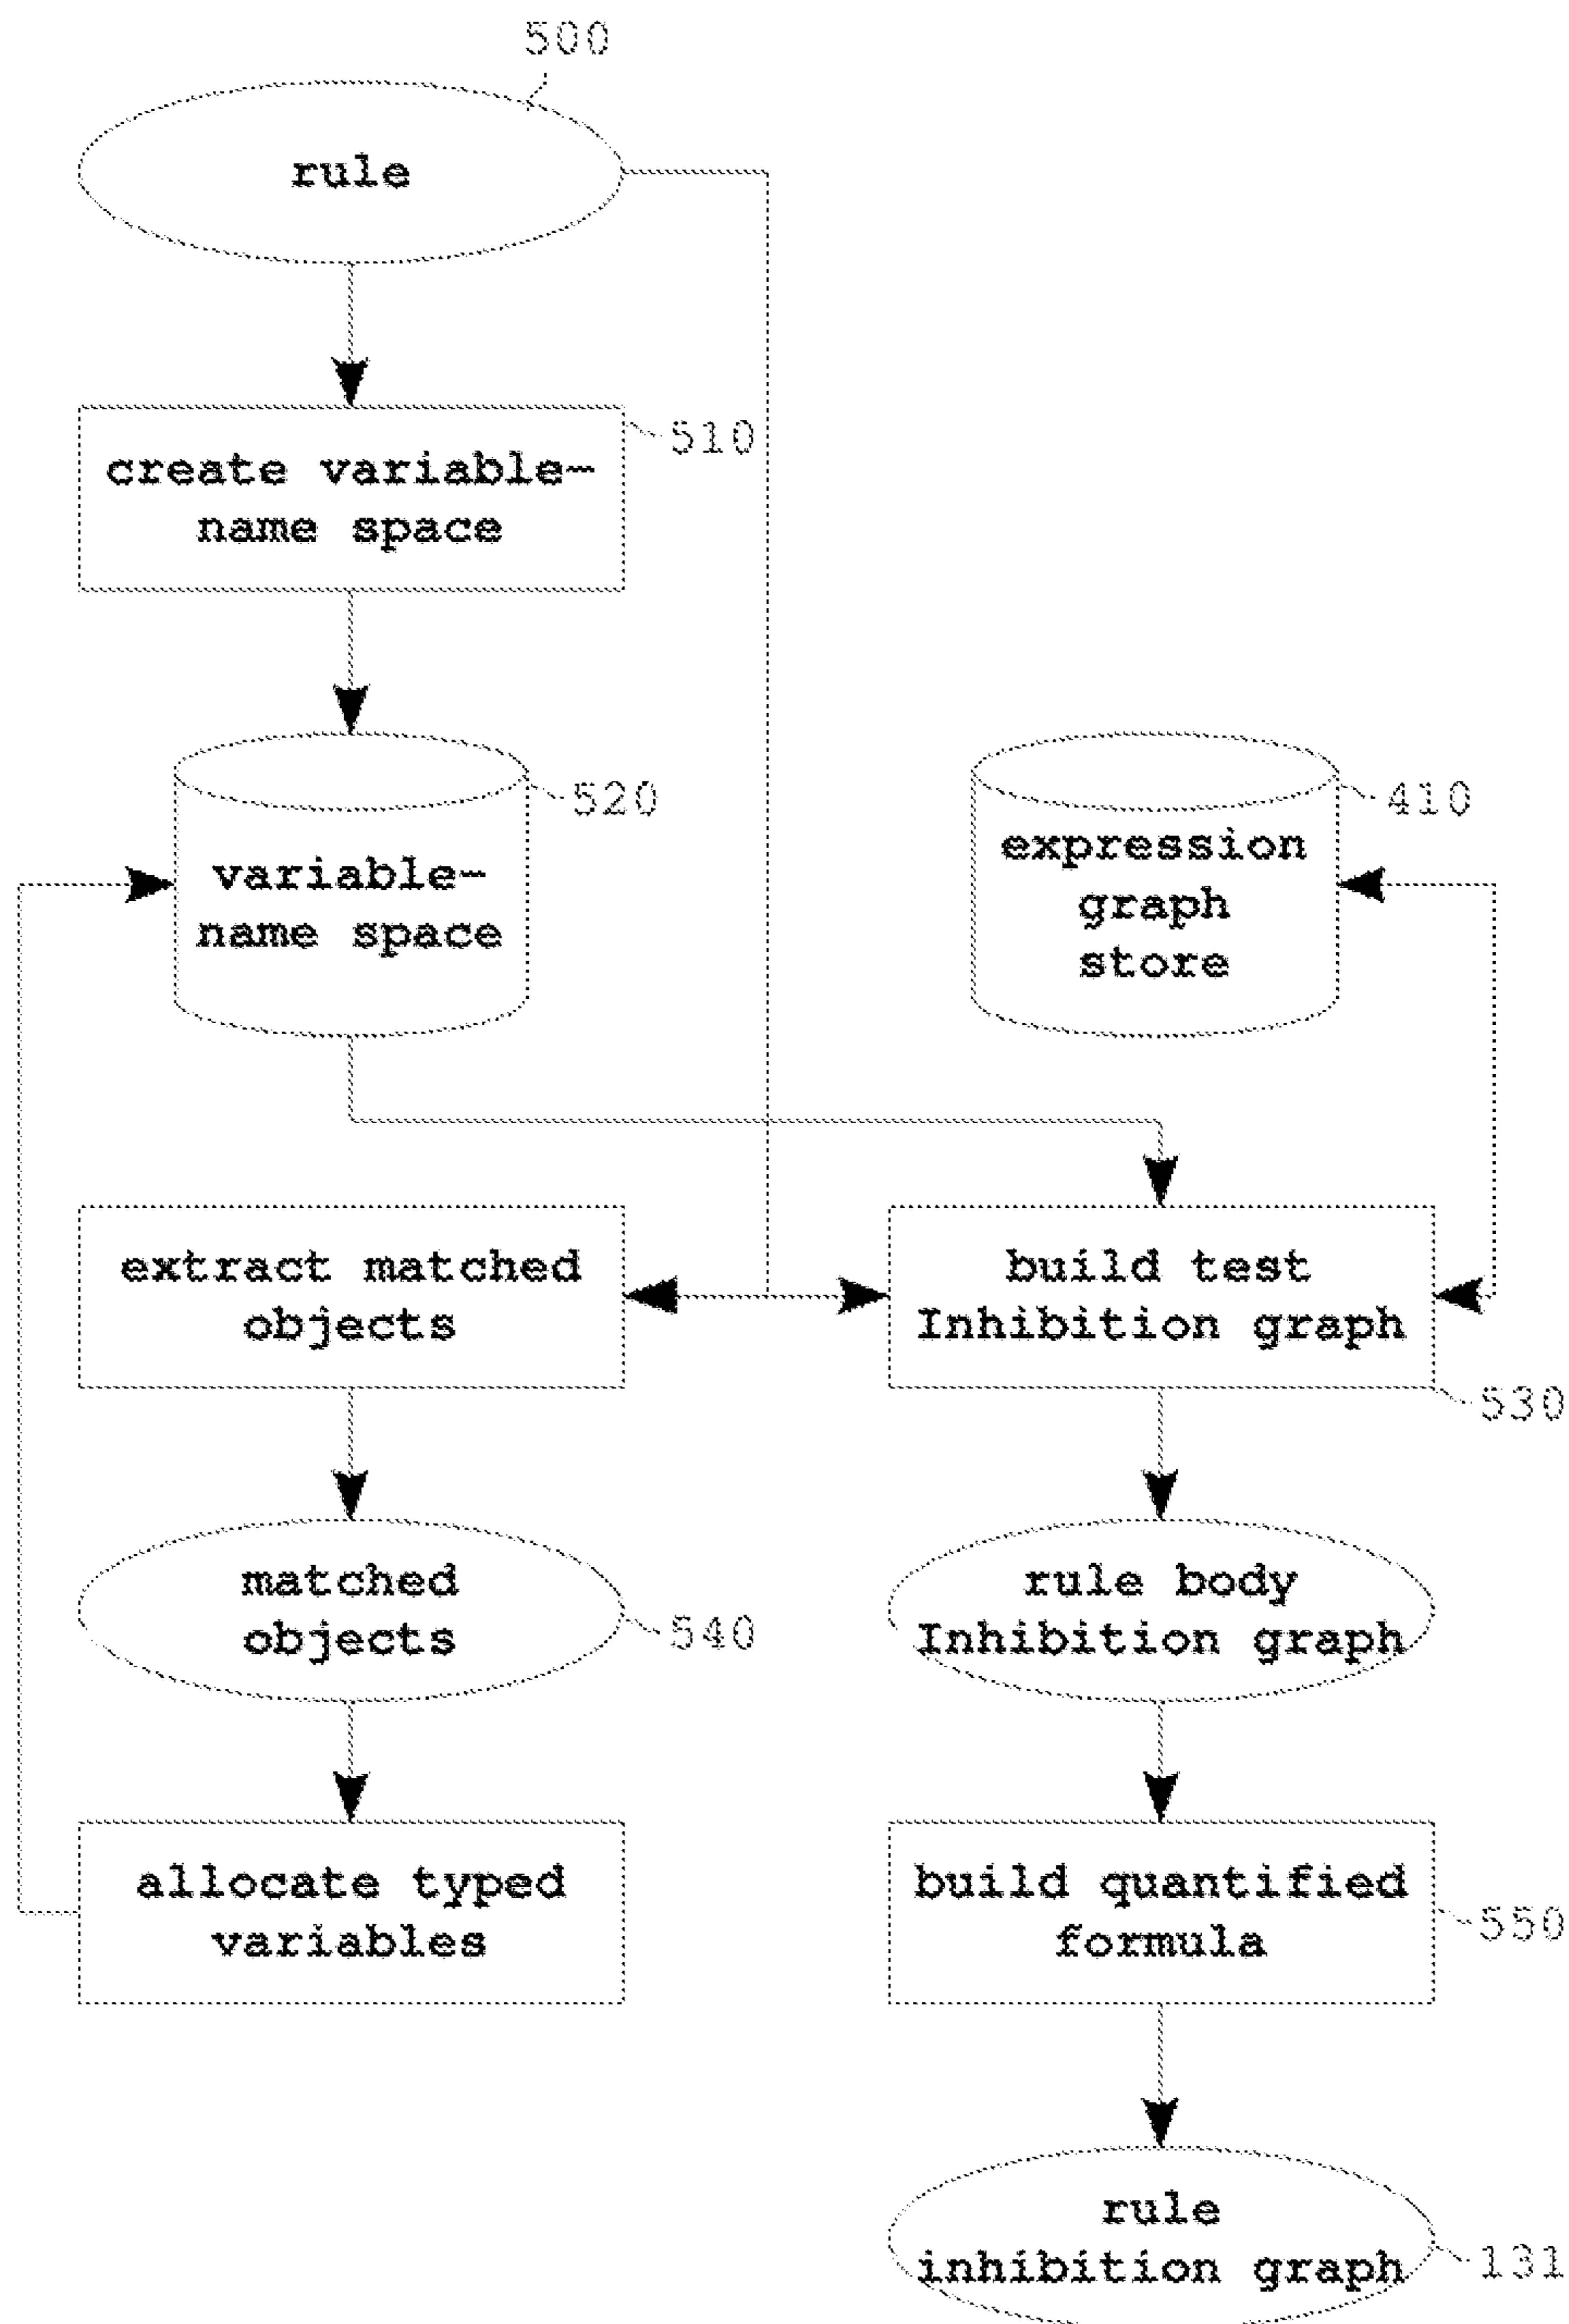 500
rule
510
create variable-
name space
520
variable-
name space
410
expression
graph
store
extract matched
objects
build test
Inhibition graph
530
matched
objects
540
rule body
Inhibition graph
allocate typed
variables
build quantified
formula
550
rule
inhibition graph
131